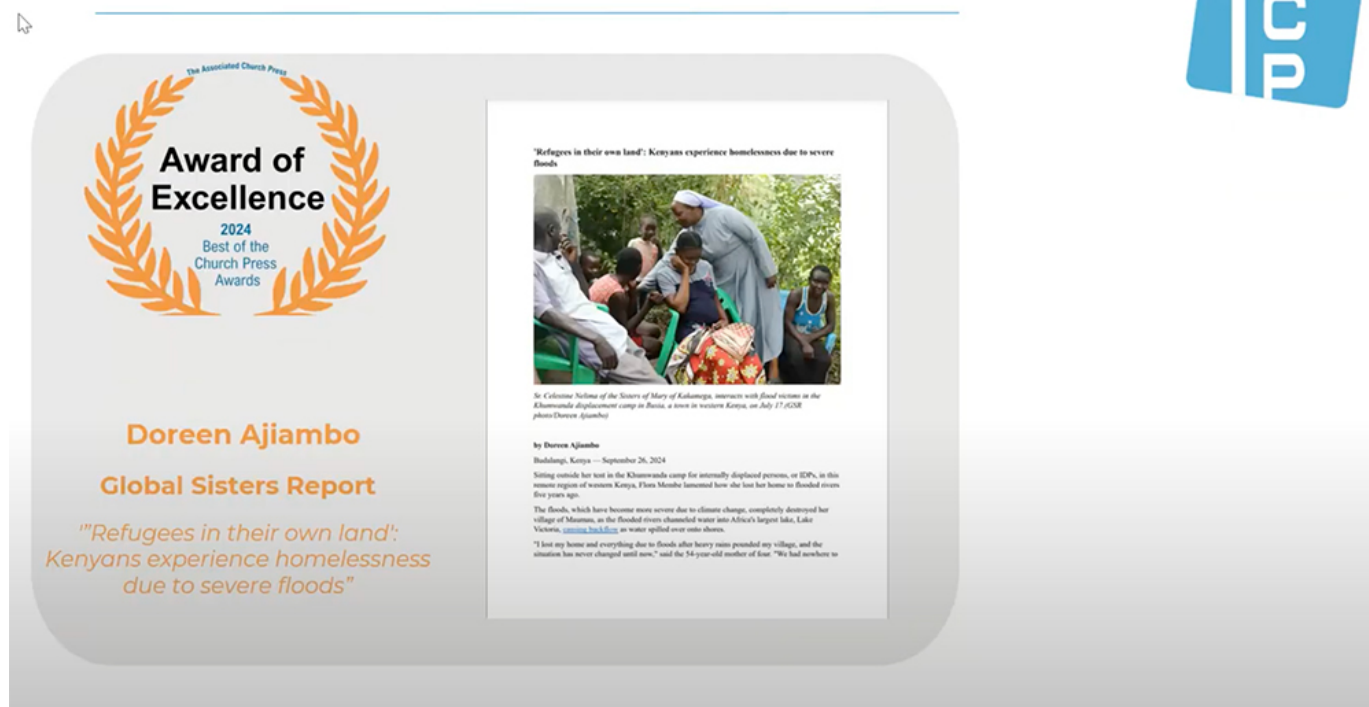 The Associated Church Press
Award of
Excellence
2024
Best of the
Church Press
Awards
Doreen Ajiambo
Global Sisters Report
'"Refugees in their own land':
Kenyans experience homelessness
due to severe floods"
'Refugees in their own land': Kenyans experience homelessness due to severe
floods
Sr. Celestine Nelima of the Sisters of Mary of Kakamega, interacts with flood victims in the
Khumwanda displacement camp in Busia, a town in western Kenya, on July 17.(GSR
photo/Doreen Ajiambo)
by Doreen Ajiambo
Budalangi, Kenya — September 26, 2024
Sitting outside her tent in the Khumwanda camp for internally displaced persons, or IDPs, in this
remote region of western Kenya, Flora Membe lamented how she lost her home to flooded rivers
five years ago.
The floods, which have become more severe due to climate change, completely destroyed her
village of Maumau, as the flooded rivers channeled water into Africa's largest lake, Lake
Victoria, causing backflow as water spilled over onto shores.
"I lost my home and everything due to floods after heavy rains pounded my village, and the
situation has never changed until now," said the 54-year-old mother of four. "We had nowhere to
C
P